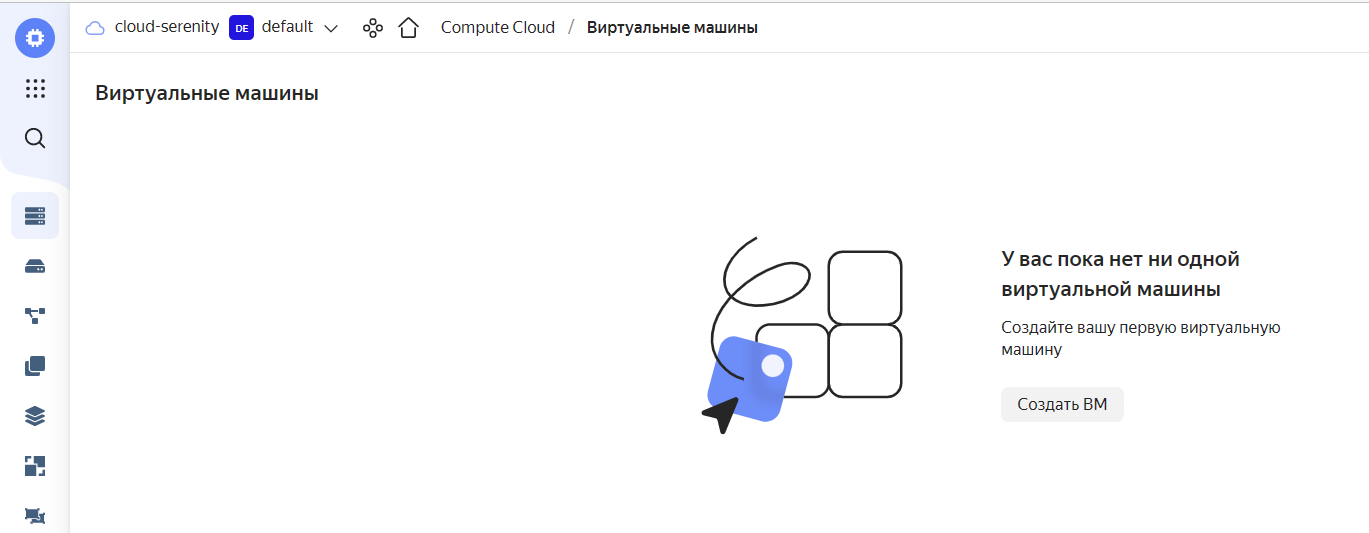 cloud-serenity DE default Compute Cloud / Виртуальные машины
Виртуальные машины
У вас пока нет ни одной
виртуальной машины
Создайте вашу первую виртуальную
машину
Создать ВМ